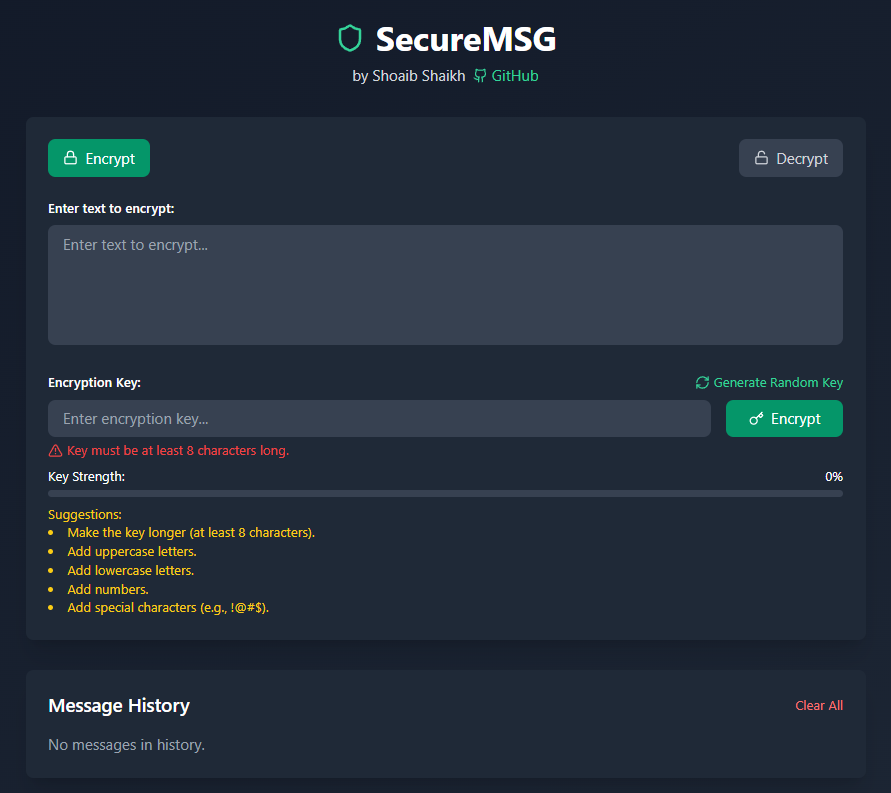 SecureMSG
by Shoaib Shaikh GitHub
Encrypt
Decrypt
Enter text to encrypt:
Enter text to encrypt...
Encryption Key:
Generate Random Key
Enter encryption key...
Encrypt
Key must be at least 8 characters long.
Key Strength:
0%
Suggestions:
• Make the key longer (at least 8 characters).
• Add uppercase letters.
• Add lowercase letters.
• Add numbers.
• Add special characters (e.g., !@#$).
Message History
Clear All
No messages in history.